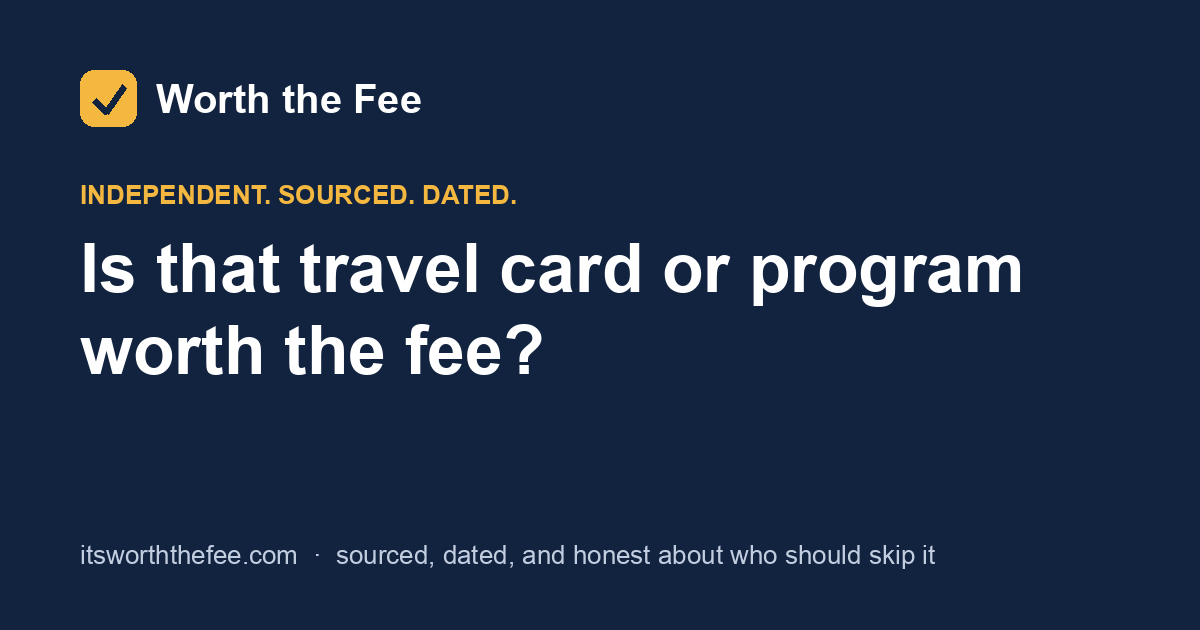 Worth the Fee
INDEPENDENT. SOURCED. DATED.
Is that travel card or program
worth the fee?
itsworththefee.com · sourced, dated, and honest about who should skip it